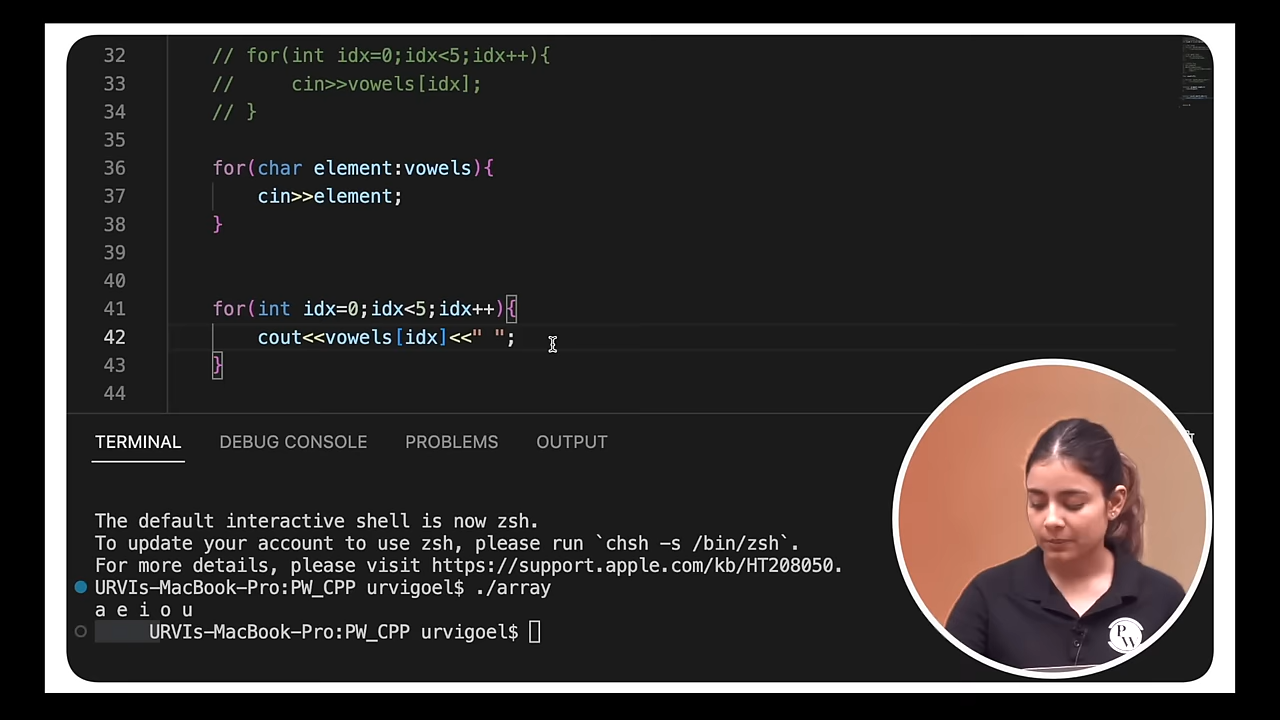 32 // for(int idx=0;idx<5;idx++){
33 //     cin>>vowels[idx];
34 // }
35
36 for(char element:vowels){
37     cin>>element;
38 }
39
40
41 for(int idx=0;idx<5;idx++){
42     cout<<vowels[idx]<<" ";
43 }
44
TERMINAL DEBUG CONSOLE PROBLEMS OUTPUT
The default interactive shell is now zsh.
To update your account to use zsh, please run `chsh -s /bin/zsh`.
For more details, please visit https://support.apple.com/kb/HT208050.
URVIs-MacBook-Pro:PW_CPP urvigoel$ ./array
a e i o u
URVIs-MacBook-Pro:PW_CPP urvigoel$
PW